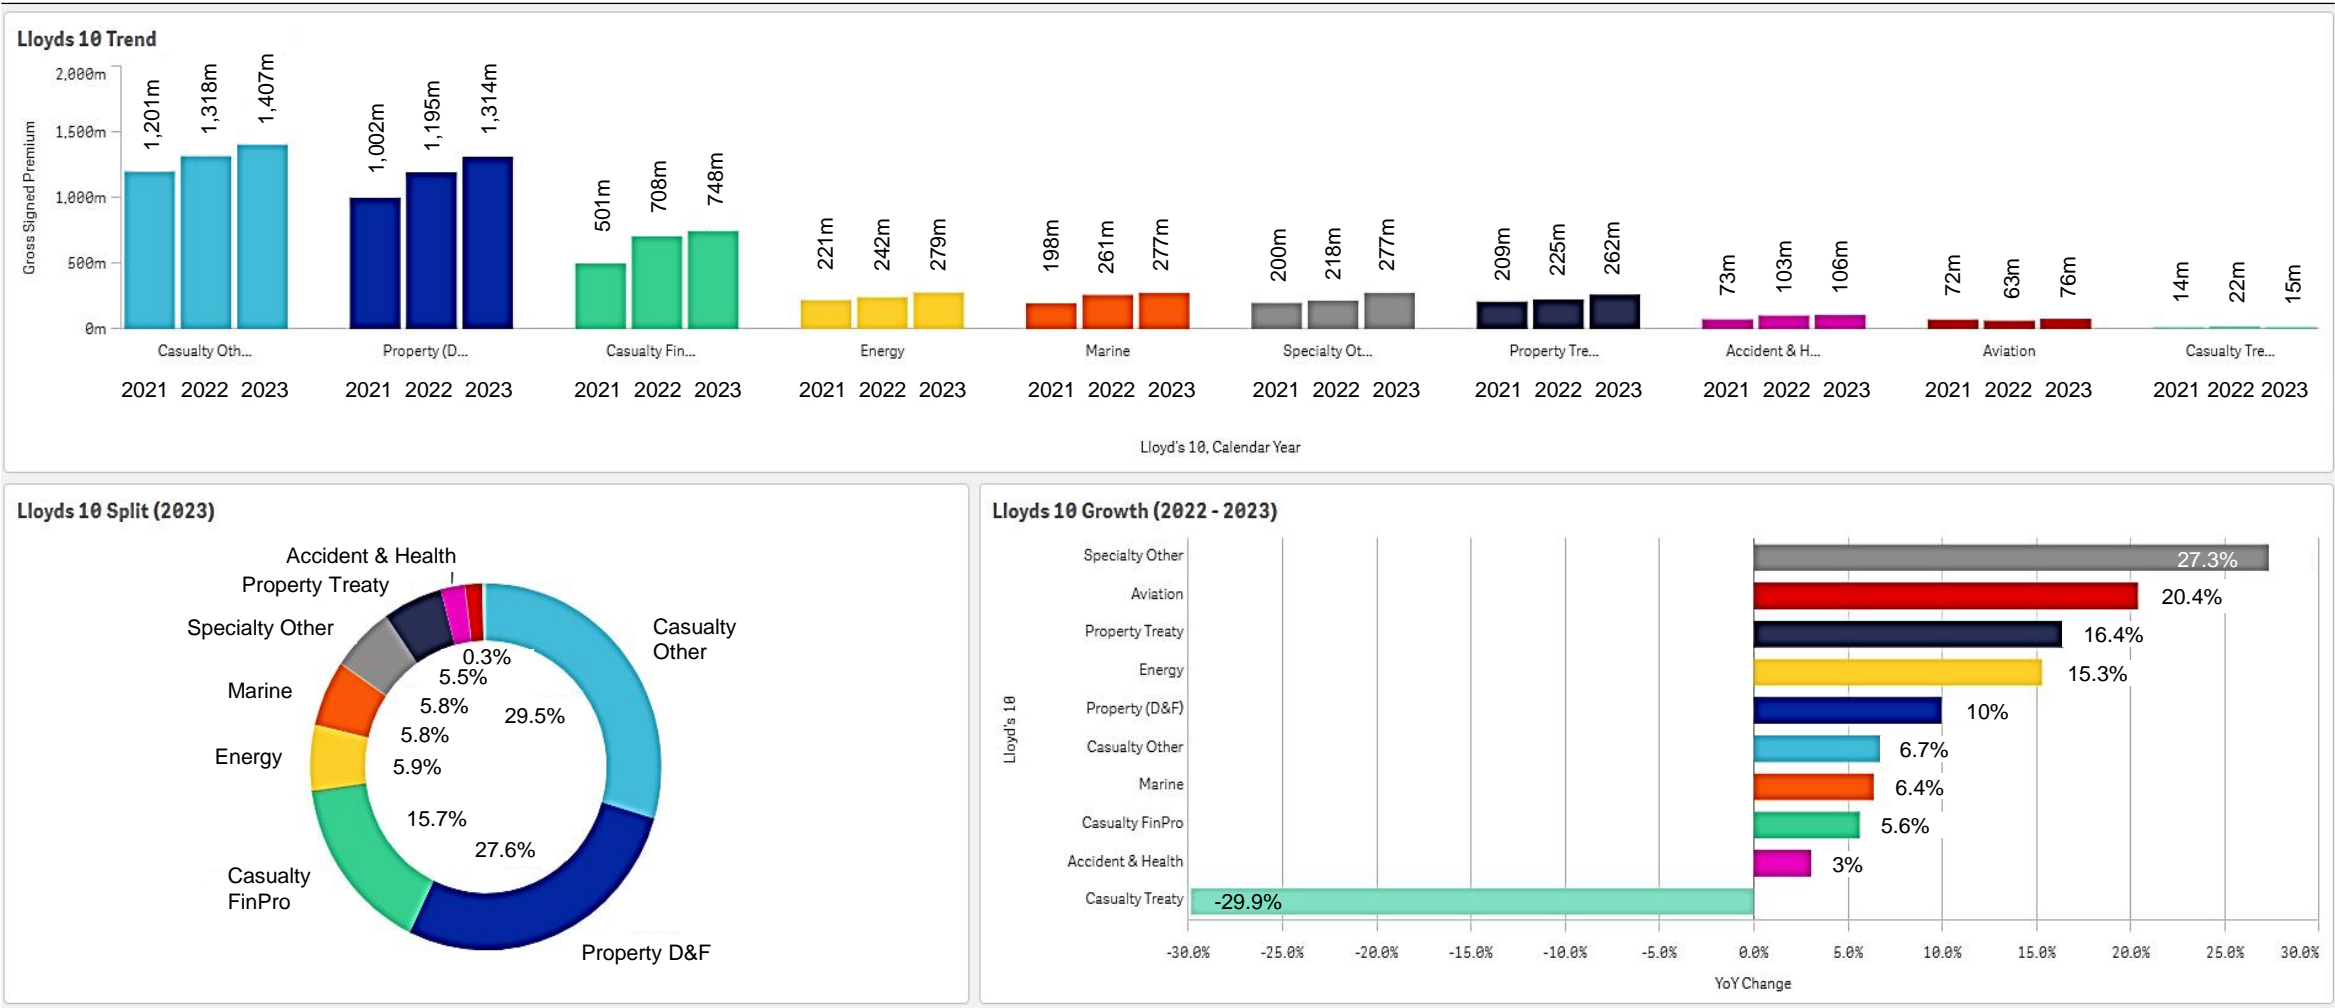 Lloyds 10 Trend
Gross Signed Premium
2,000m
1,500m
1,000m
500m
0m
1,201m 1,318m 1,407m
1,002m 1,195m 1,314m
501m 708m 748m
221m 242m 279m
198m 261m 277m
200m 218m 277m
209m 225m 262m
73m 103m 106m
72m 63m 76m
14m 22m 15m
Casualty Oth... Property (D... Casualty Fin... Energy Marine Specialty Ot... Property Tre... Accident & H... Aviation Casualty Tre...
2021 2022 2023 2021 2022 2023 2021 2022 2023 2021 2022 2023 2021 2022 2023 2021 2022 2023 2021 2022 2023 2021 2022 2023 2021 2022 2023 2021 2022 2023
Lloyd's 10, Calendar Year
Lloyds 10 Split (2023)
Accident & Health
Property Treaty
Specialty Other
Marine
Energy
Casualty
FinPro
Property D&F
Casualty
Other
0.3%
5.5%
5.8%
29.5%
5.8%
5.9%
15.7%
27.6%
Lloyds 10 Growth (2022 - 2023)
Lloyd's 10
Specialty Other 27.3%
Aviation 20.4%
Property Treaty 16.4%
Energy 15.3%
Property (D&F) 10%
Casualty Other 6.7%
Marine 6.4%
Casualty FinPro 5.6%
Accident & Health 3%
Casualty Treaty -29.9%
-30.0% -25.0% -20.0% -15.0% -10.0% -5.0% 0.0% 5.0% 10.0% 15.0% 20.0% 25.0% 30.0%
YoY Change